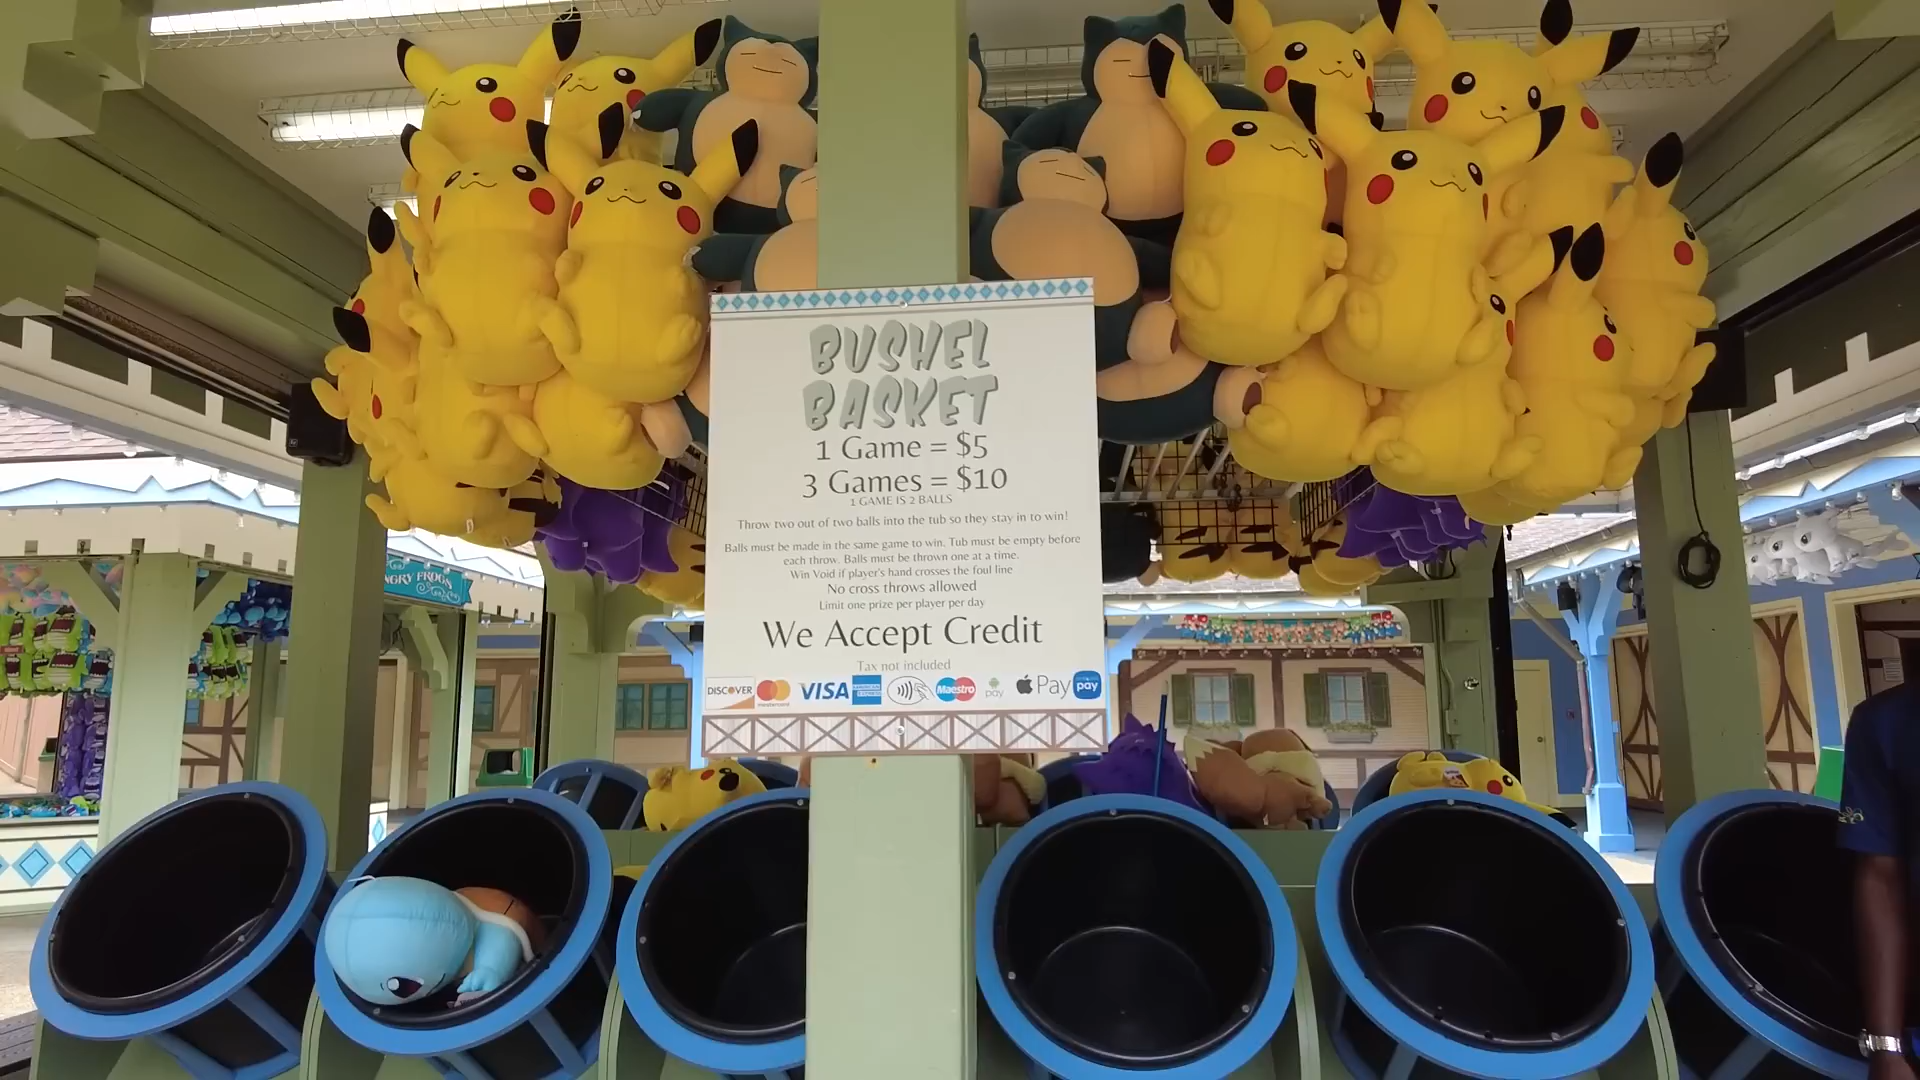 BUSHEL
BASKET
1 Game = $5
3 Games = $10
1 GAME IS 2 BALLS
Throw two out of two balls into the tub so they stay in to win!
Balls must be made in the same game to win. Tub must be empty before
each throw. Balls must be thrown one at a time.
Win Void if player's hand crosses the foul line
No cross throws allowed
Limit one prize per player per day
We Accept Credit
Tax not included
DISCOVER mastercard VISA AMERICAN EXPRESS Maestro pay Pay pay
NGRY FROGS